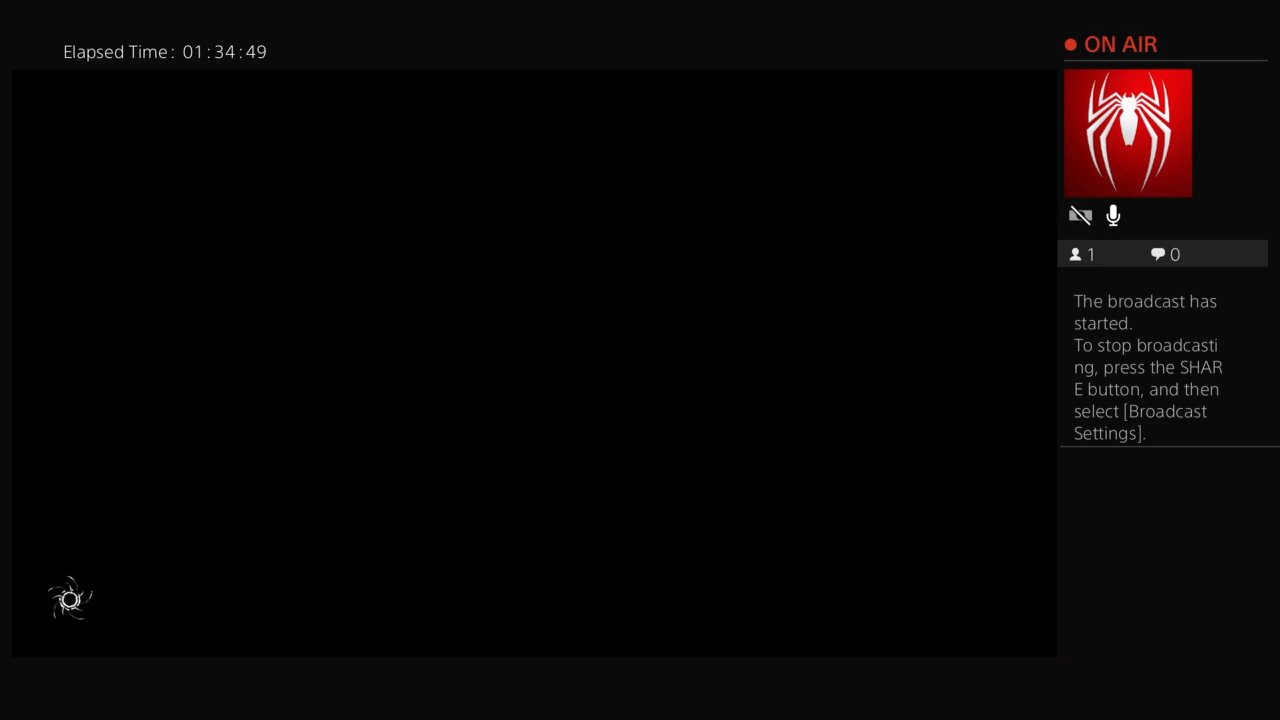 Elapsed Time: 01:34:49
ON AIR
1 0
The broadcast has
started.
To stop broadcasti
ng, press the SHAR
E button, and then
select [Broadcast
Settings].